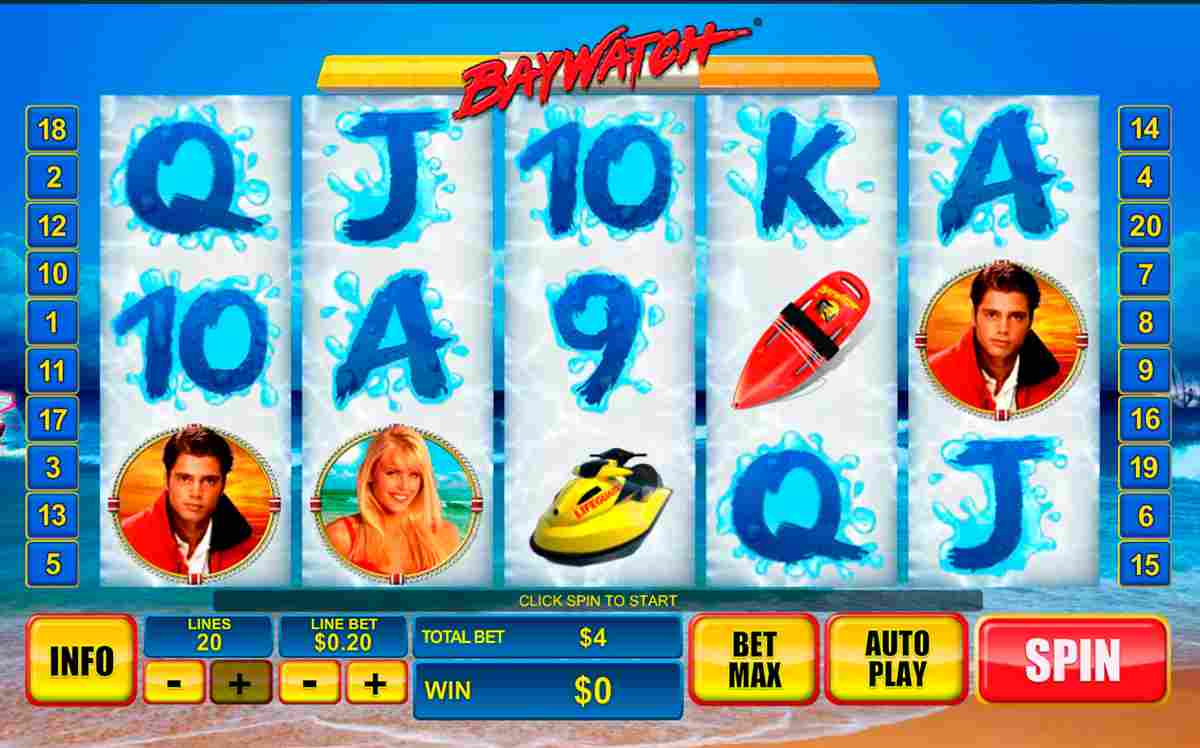 BAYWATCH
18
2
12
10
1
11
17
3
13
5
Q
J
10
K
A
10
A
9
LIFEGUARD
Q
J
14
4
20
7
8
9
16
19
6
15
CLICK SPIN TO START
INFO
LINES
20
- +
LINE BET
$0.20
- +
TOTAL BET $4
WIN $0
BET
MAX
AUTO
PLAY
SPIN